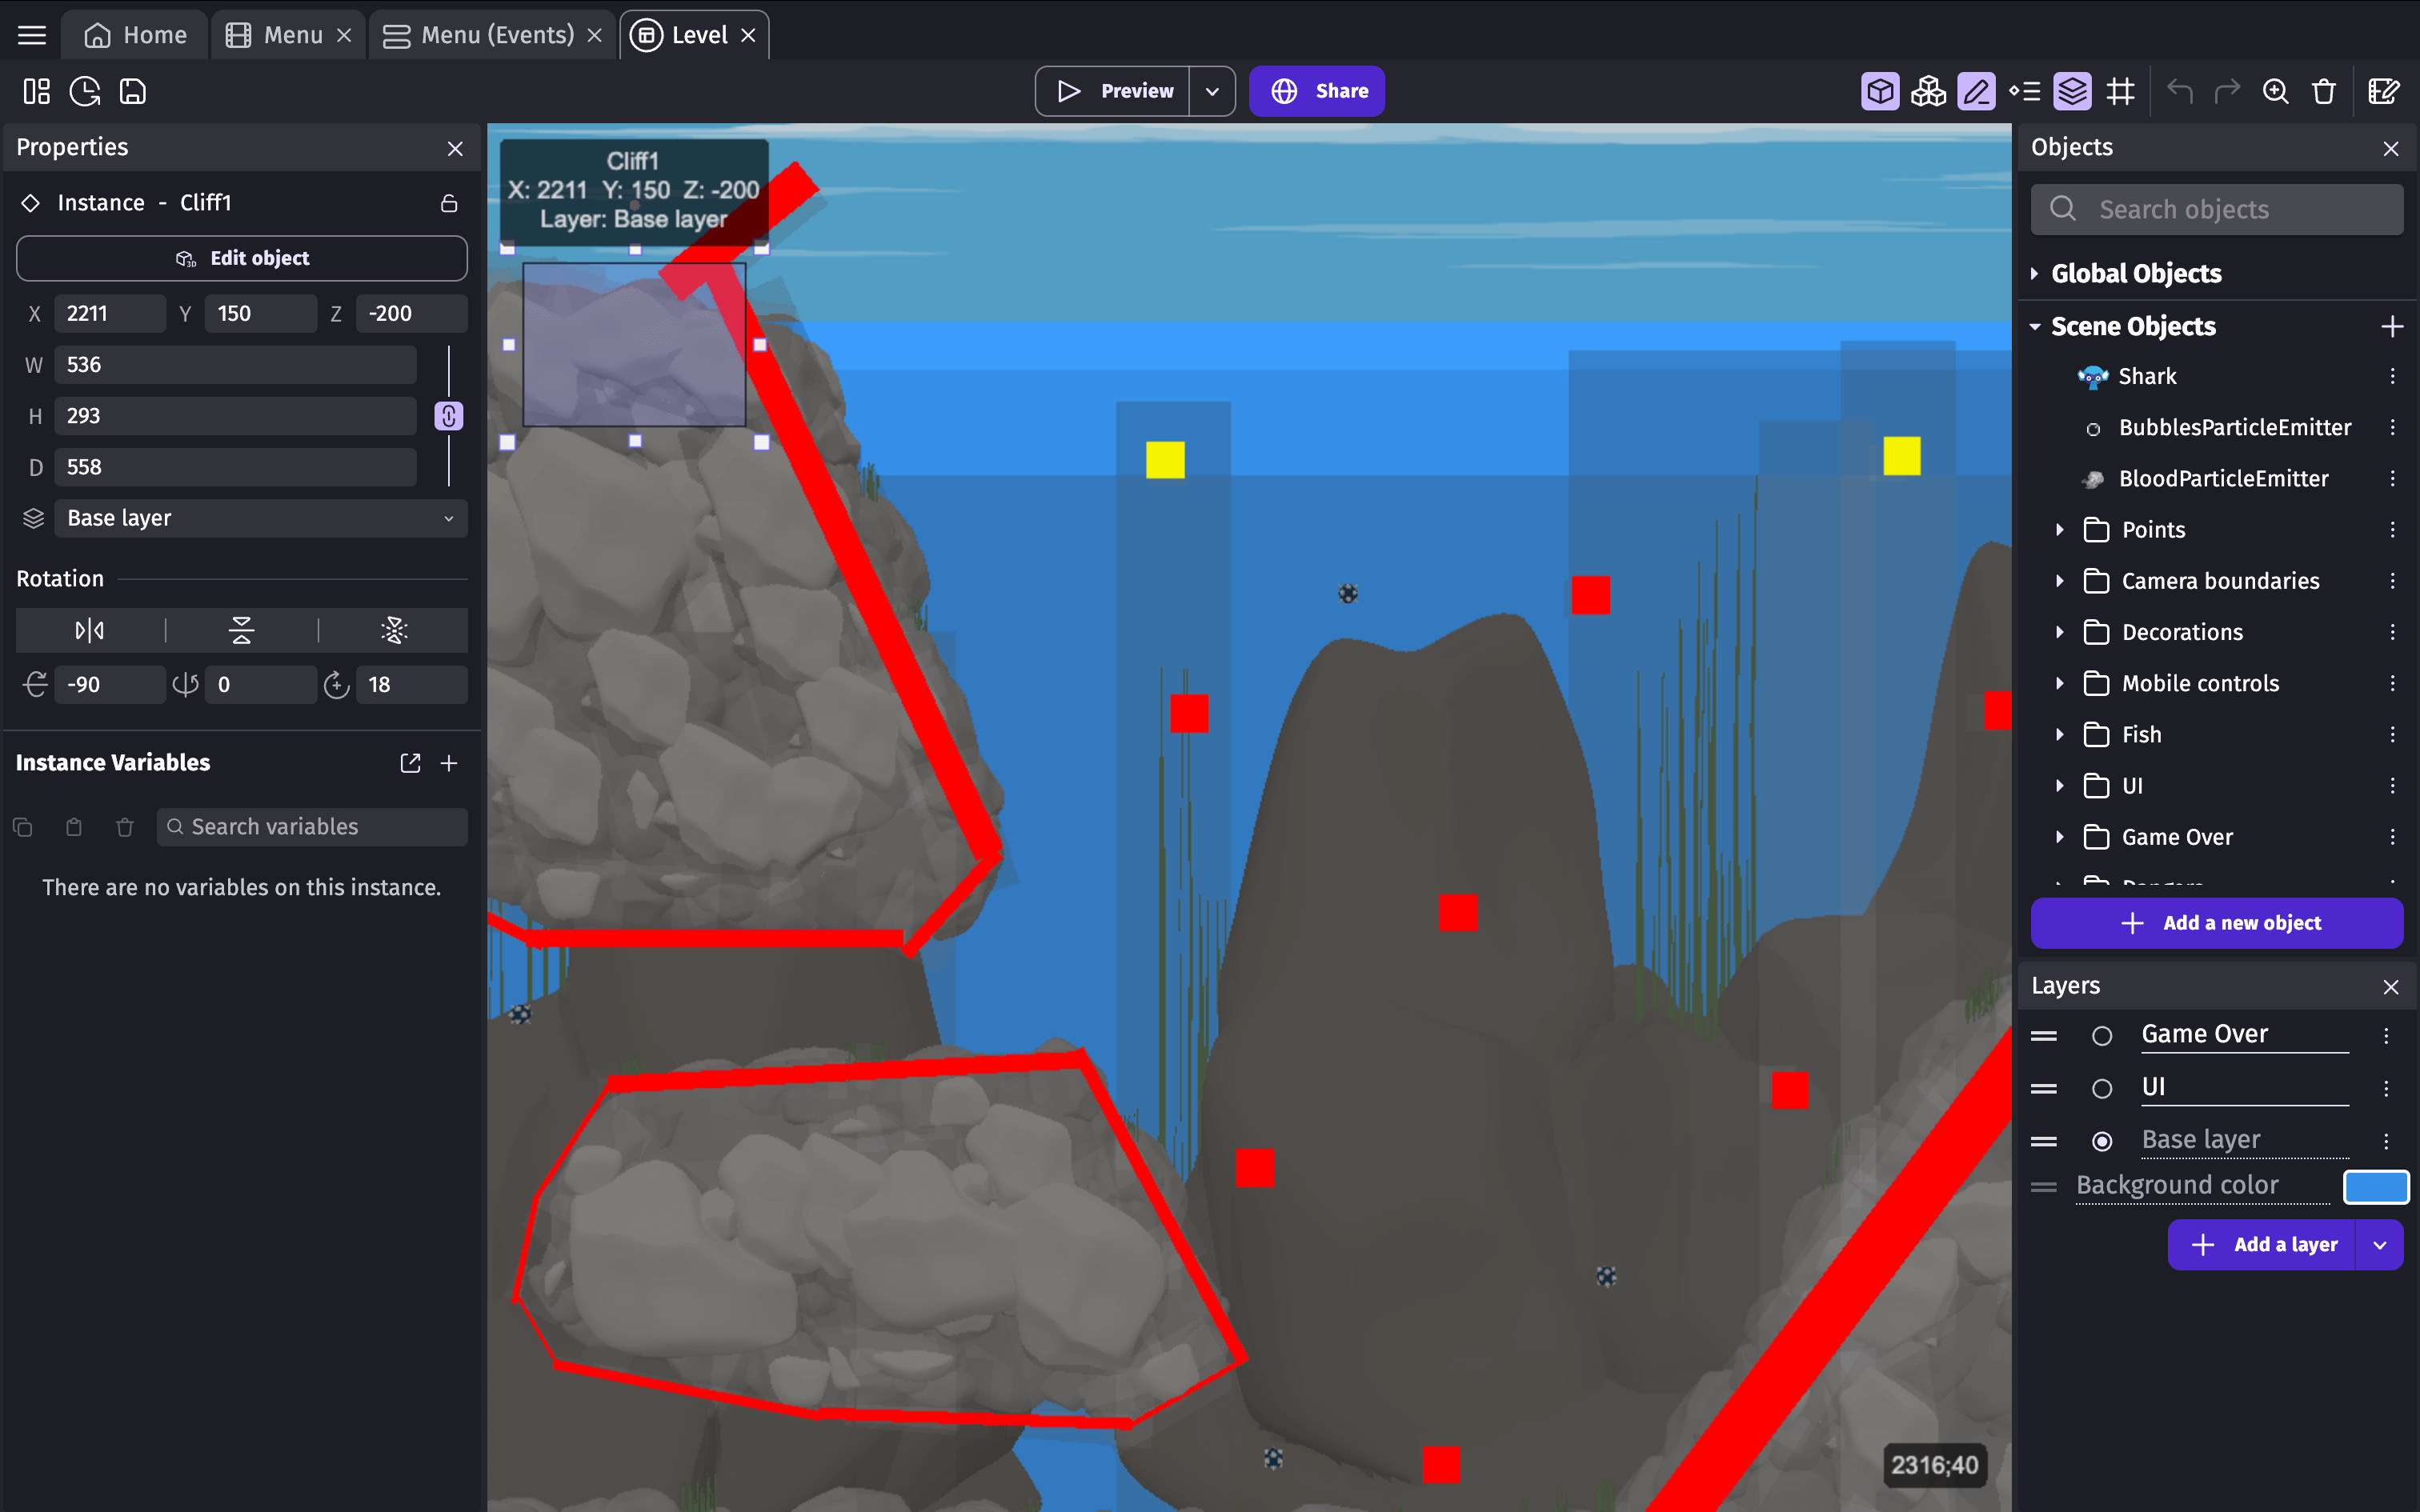 Home
Menu
Menu (Events)
Level
Preview
Share
Properties
Instance - Cliff1
Edit object
X 2211 Y 150 Z -200
W 536
H 293
D 558
Base layer
Rotation
-90 0 18
Instance Variables
Search variables
There are no variables on this instance.
Cliff1
X: 2211 Y: 150 Z: -200
Layer: Base layer
2316;40
Objects
Search objects
Global Objects
Scene Objects
Shark
BubblesParticleEmitter
BloodParticleEmitter
Points
Camera boundaries
Decorations
Mobile controls
Fish
UI
Game Over
Add a new object
Layers
Game Over
UI
Base layer
Background color
Add a layer